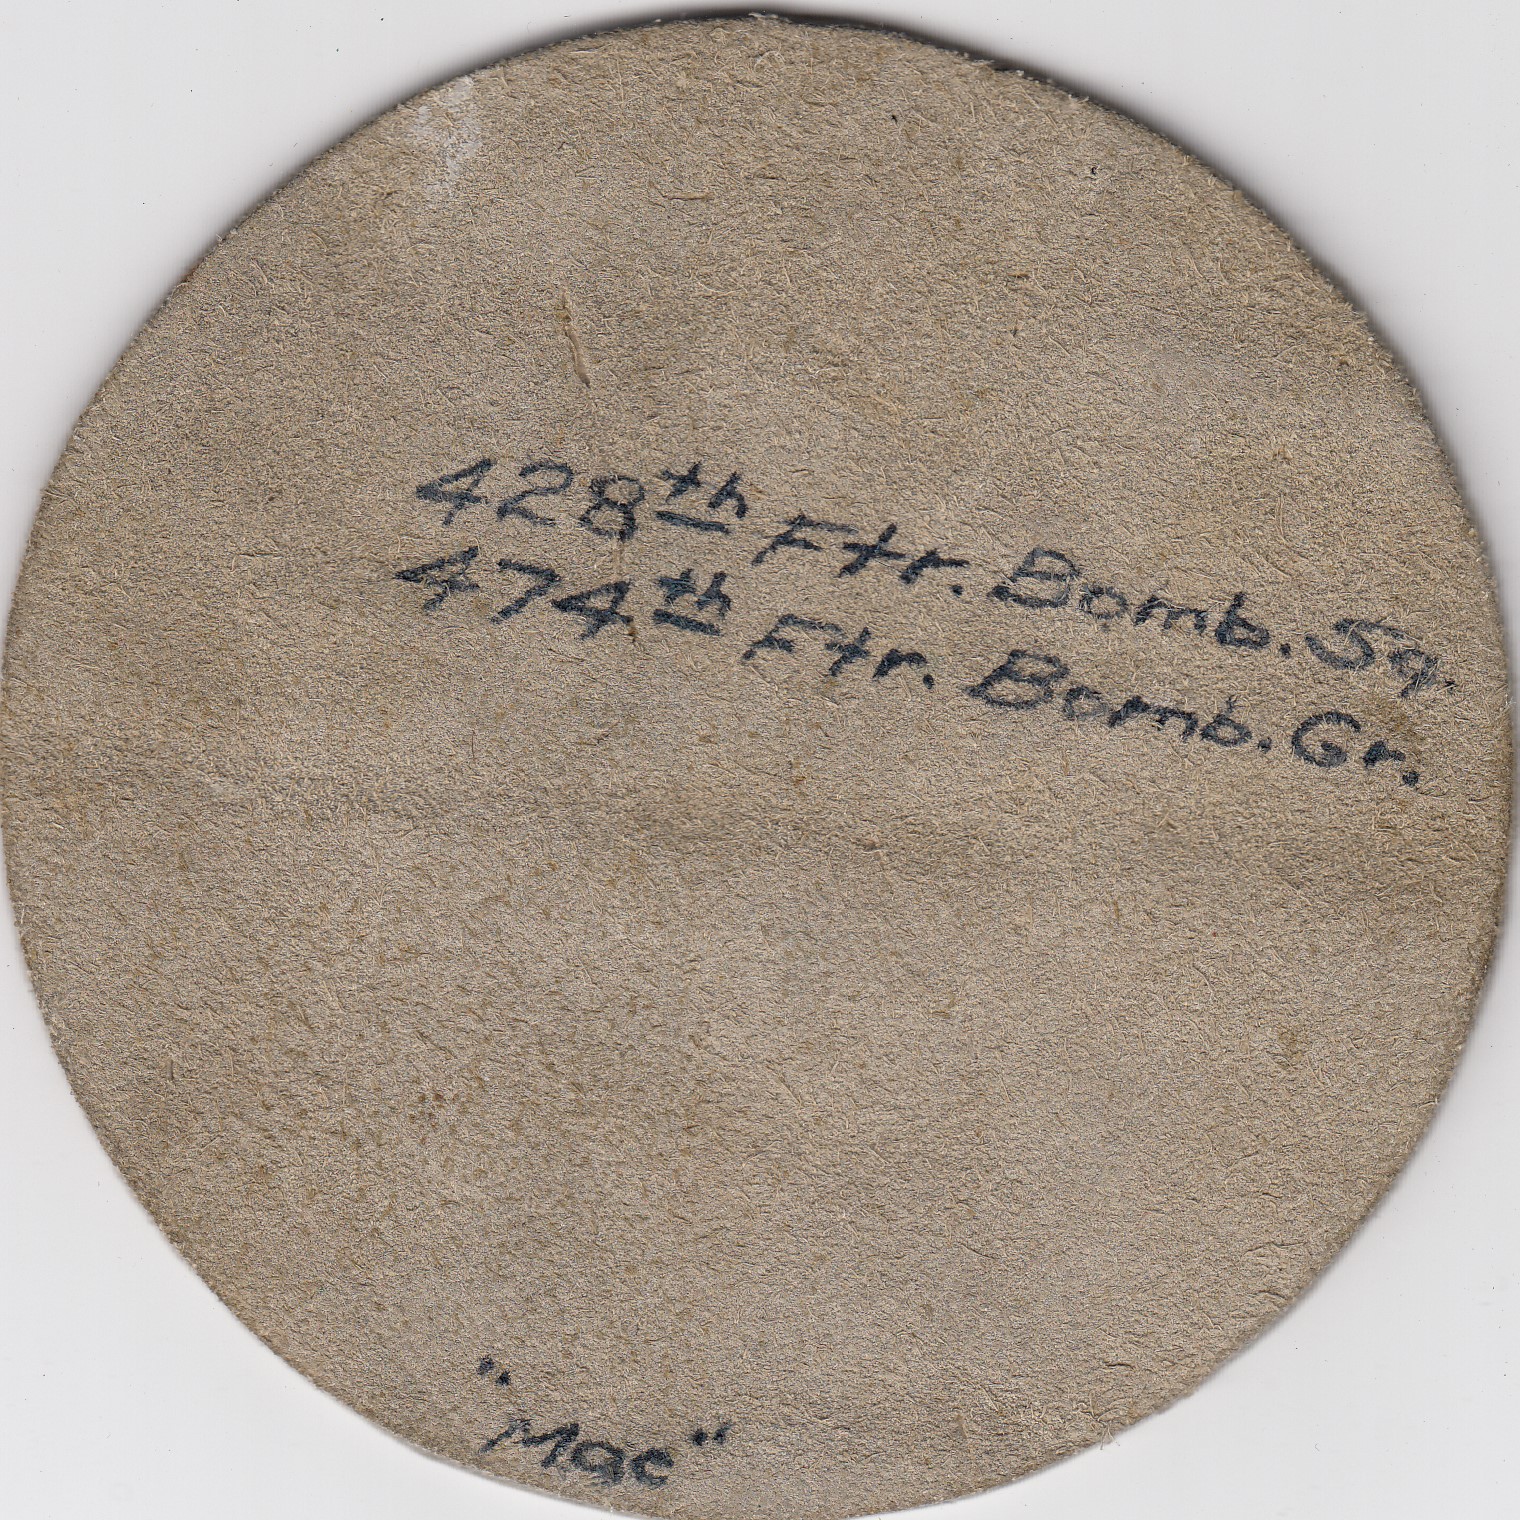 428th Ftr. Bomb. Sq.
474th Ftr. Bomb. Gr.
"Mac"